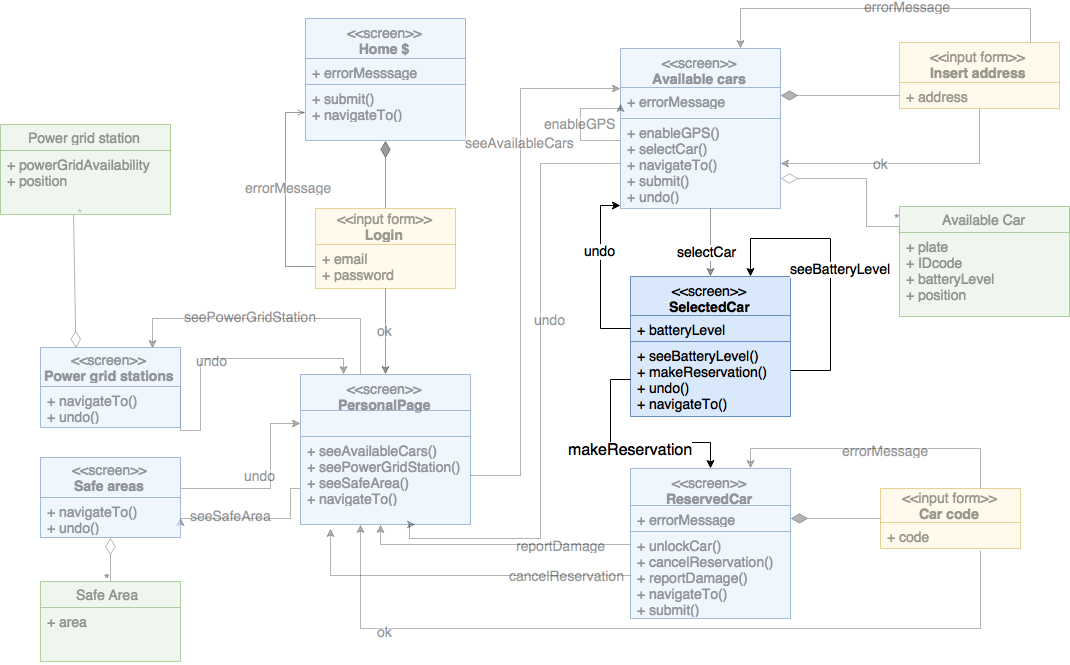 errorMessage
<<screen>>
Home $
+ errorMesssage
+ submit()
+ navigateTo()
<<screen>>
Available cars
+ errorMessage
+ enableGPS()
+ selectCar()
+ navigateTo()
+ submit()
+ undo()
<<input form>>
Insert address
+ address
enableGPS
seeAvailableCars
ok
Power grid station
+ powerGridAvailability
+ position
*
errorMessage
<<input form>>
Login
+ email
+ password
*
Available Car
+ plate
+ IDcode
+ batteryLevel
+ position
undo
selectCar
seeBatteryLevel
<<screen>>
SelectedCar
+ batteryLevel
+ seeBatteryLevel()
+ makeReservation()
+ undo()
+ navigateTo()
seePowerGridStation
ok
undo
<<screen>>
Power grid stations
+ navigateTo()
+ undo()
undo
<<screen>>
PersonalPage
+ seeAvailableCars()
+ seePowerGridStation()
+ seeSafeArea()
+ navigateTo()
makeReservation
errorMessage
<<screen>>
Safe areas
+ navigateTo()
+ undo()
undo
seeSafeArea
<<screen>>
ReservedCar
+ errorMessage
+ unlockCar()
+ cancelReservation()
+ reportDamage()
+ navigateTo()
+ submit()
<<input form>>
Car code
+ code
reportDamage
cancelReservation
*
Safe Area
+ area
ok